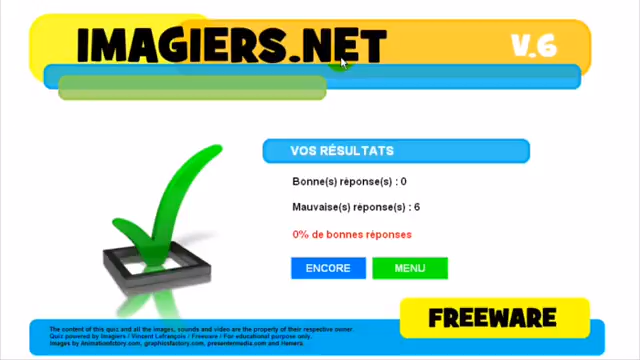 IMAGIERS.NET
V.6
VOS RÉSULTATS
Bonne(s) réponse(s) : 0
Mauvaise(s) réponse(s) : 6
0% de bonnes réponses
ENCORE
MENU
FREEWARE
The content of this quiz and all the images, sounds and video are the property of their respective owner.
Quiz powered by Imagiers / Vincent Lefrançois / Freeware / For educational purpose only.
Images by Animationfactory.com, graphicsfactory.com, presentermedia.com and Hemera.